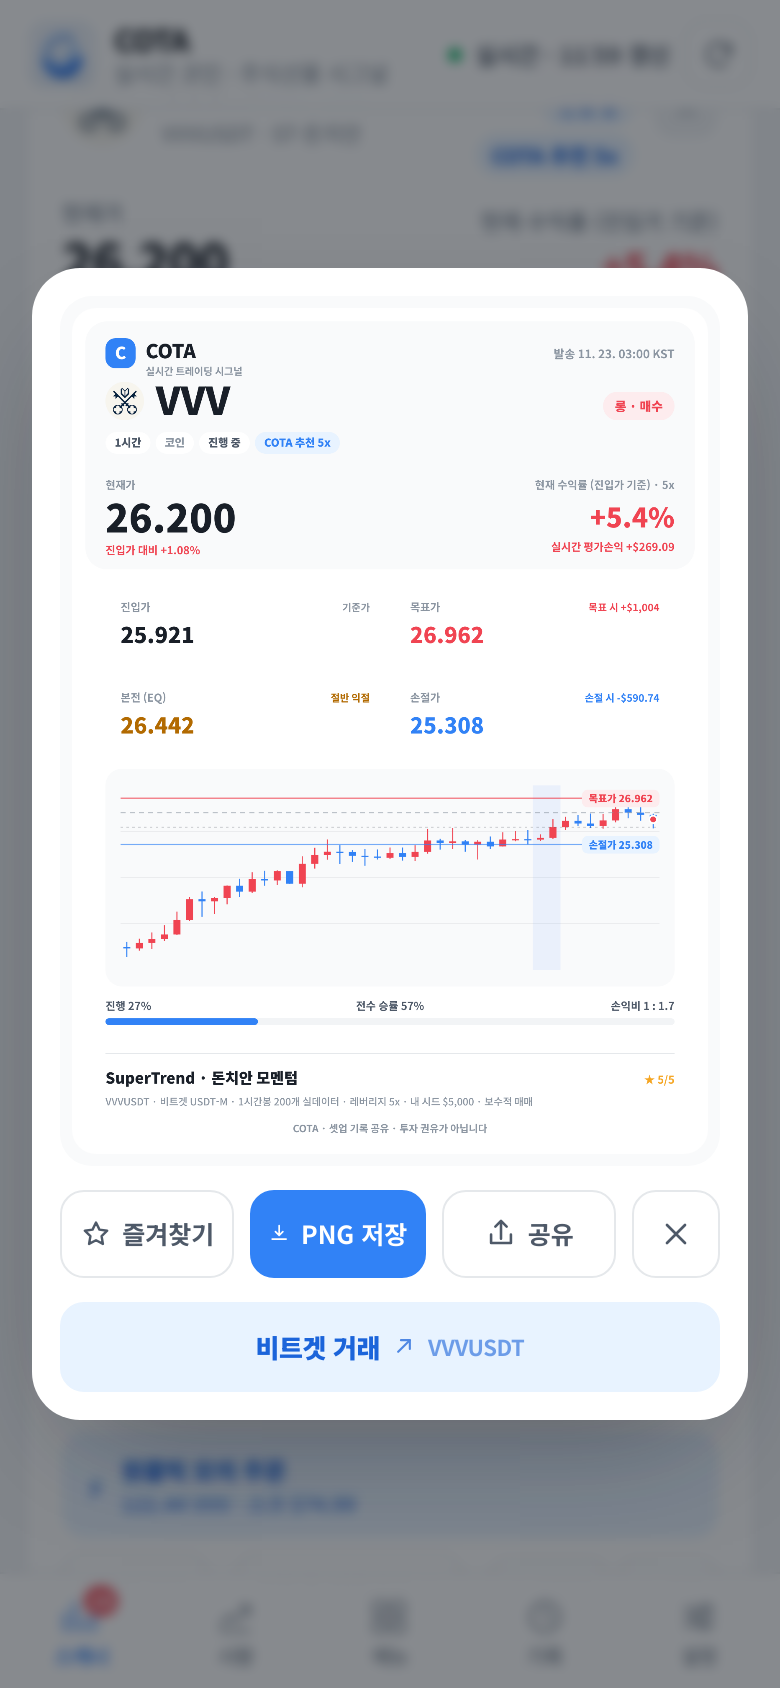 COTA
26.200
C COTA
발송 11. 23. 03:00 KST
실시간 트레이딩 시그널
VVV
롱 · 매수
1시간 코인 진행 중 COTA 추천 5x
현재가
현재 수익률 (진입가 기준) · 5x
26.200
+5.4%
진입가 대비 +1.08%
실시간 평가손익 +$269.09
진입가 기준가
25.921
목표가 목표 시 +$1,004
26.962
본전 (EQ) 절반 익절
26.442
손절가 손절 시 -$590.74
25.308
목표가 26.962
손절가 25.308
진행 27% 전수 승률 57% 손익비 1 : 1.7
SuperTrend · 돈치안 모멘텀
★ 5/5
VVVUSDT · 비트겟 USDT-M · 1시간봉 200개 실데이터 · 레버리지 5x · 내 시드 $5,000 · 보수적 매매
COTA · 셋업 기록 공유 · 투자 권유가 아닙니다
즐겨찾기
PNG 저장
공유
비트겟 거래 ↗ VVVUSDT